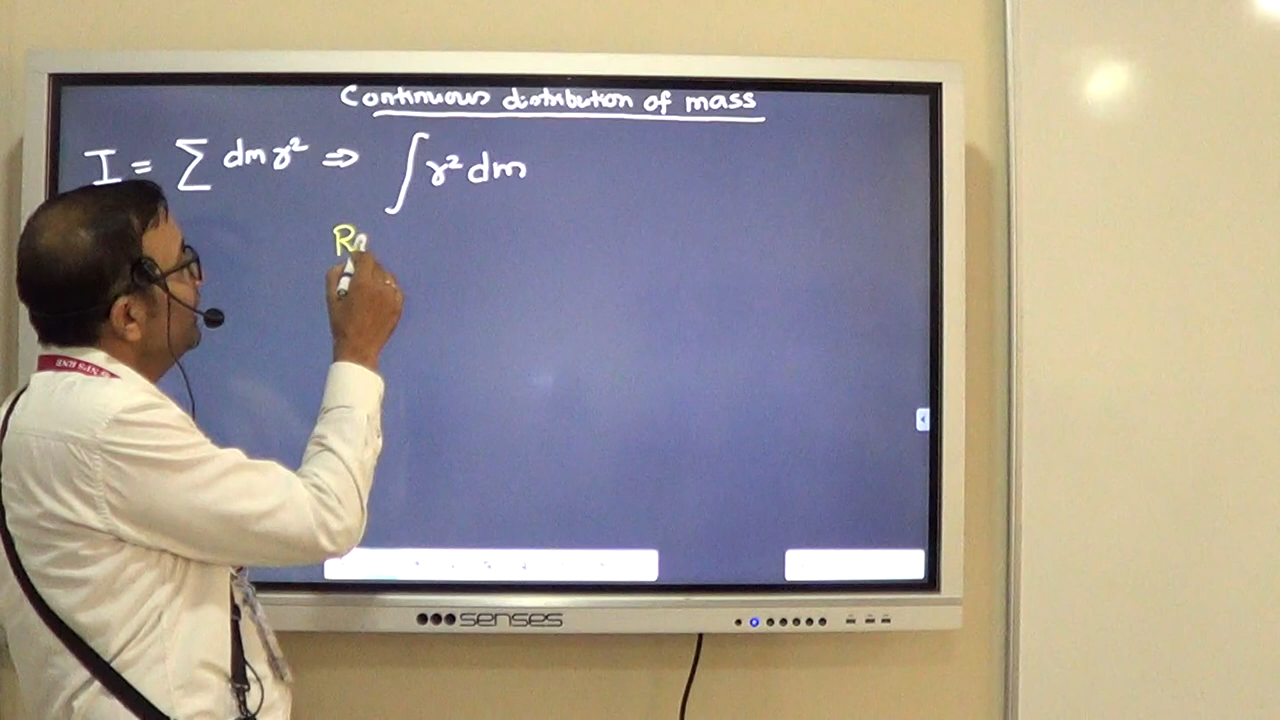 Continuous distribution of mass
I = ∑ dm r² ⇒ ∫ r² dm
R
senses